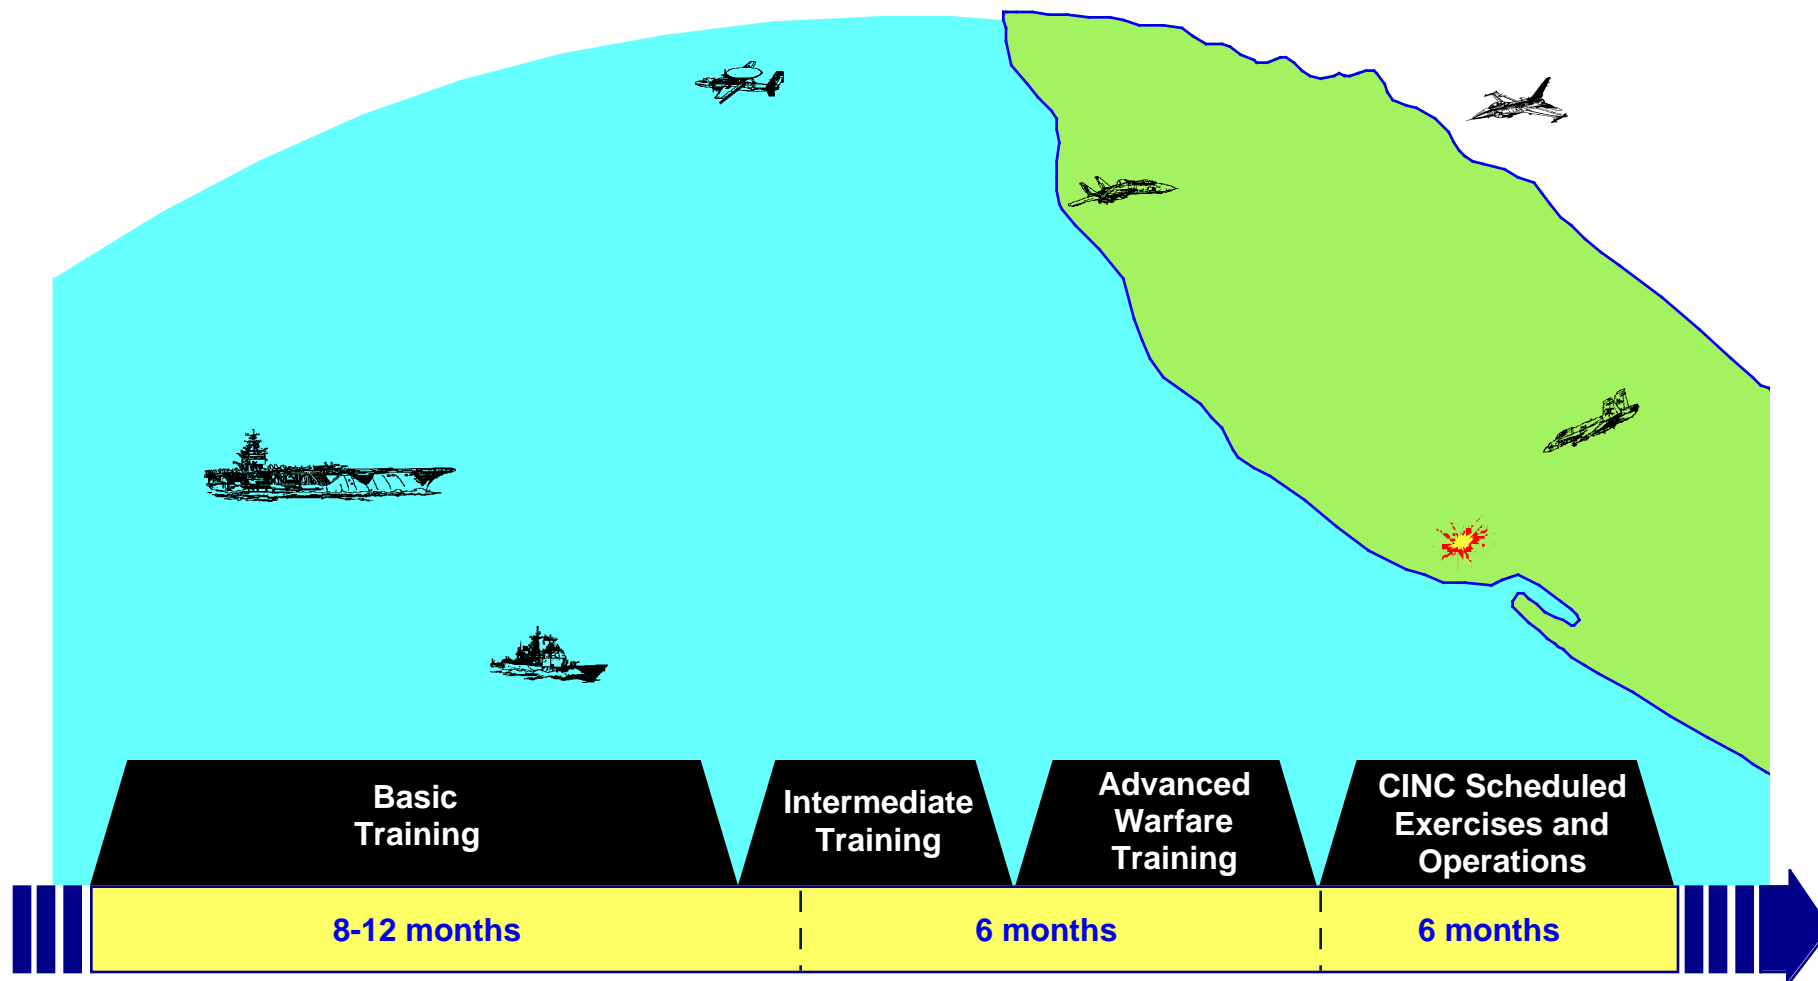 Basic
Training
Intermediate
Training
Advanced
Warfare
Training
CINC Scheduled
Exercises and
Operations
8-12 months
6 months
6 months